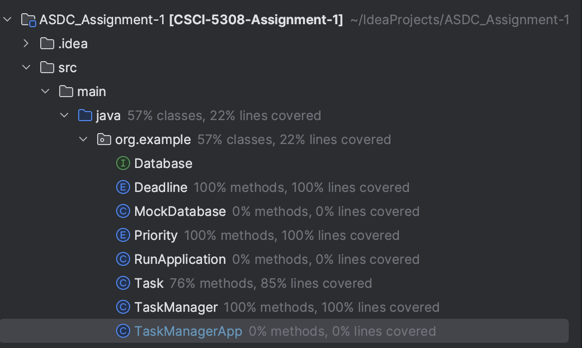 ASDC_Assignment-1 [CSCI-5308-Assignment-1] ~/IdeaProjects/ASDC_Assignment-1
.idea
src
main
java 57% classes, 22% lines covered
org.example 57% classes, 22% lines covered
I Database
E Deadline 100% methods, 100% lines covered
C MockDatabase 0% methods, 0% lines covered
E Priority 100% methods, 100% lines covered
C RunApplication 0% methods, 0% lines covered
C Task 76% methods, 85% lines covered
C TaskManager 100% methods, 100% lines covered
C TaskManagerApp 0% methods, 0% lines covered